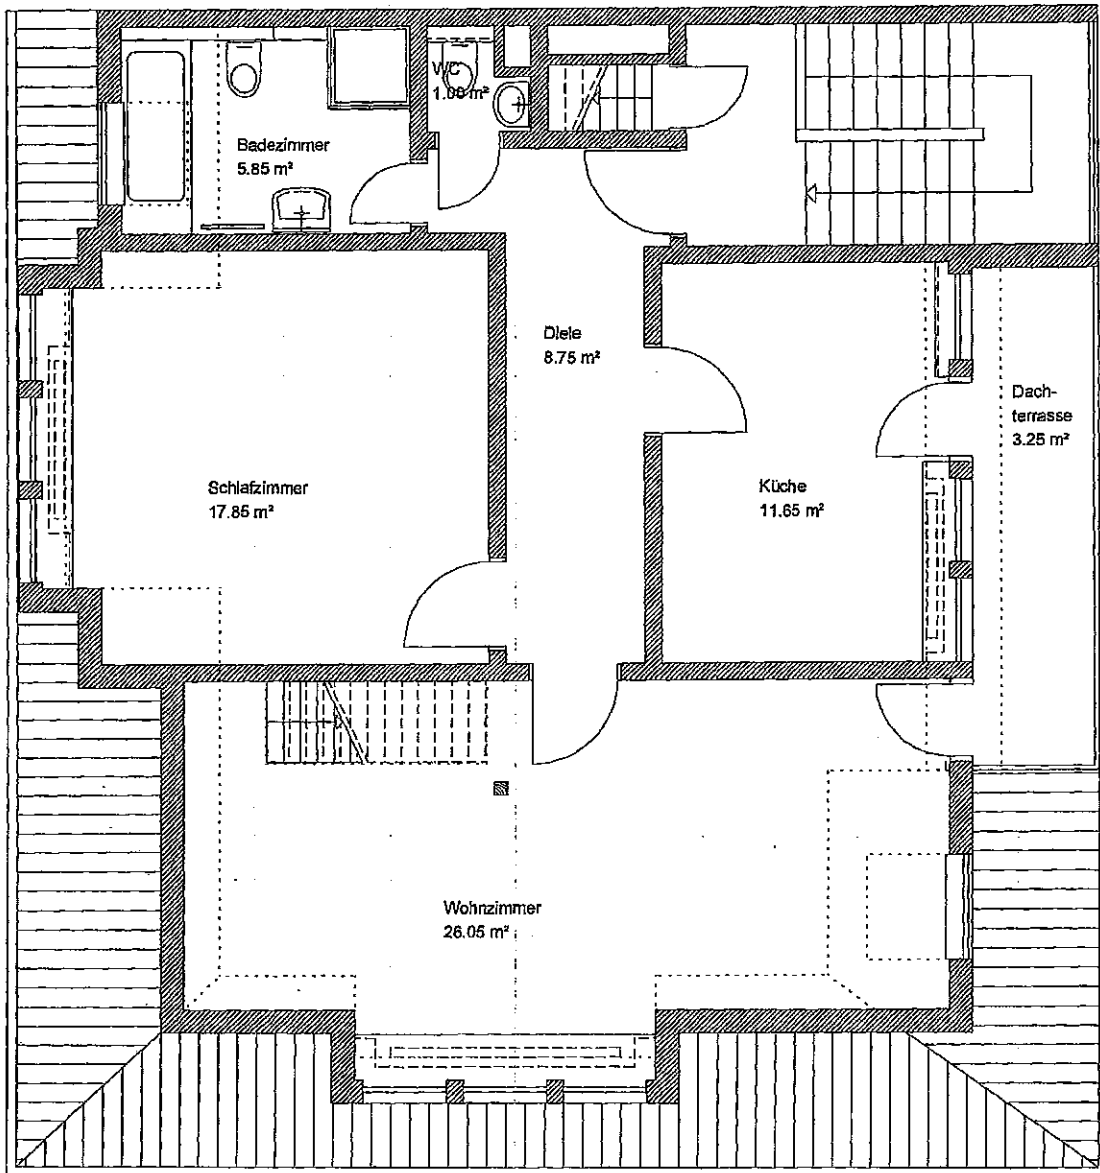 WC
1.00 m²
Badezimmer
5.85 m²
Diele
8.75 m²
Dach-
terrasse
3.25 m²
Schlafzimmer
17.85 m²
Küche
11.65 m²
Wohnzimmer
26.05 m²